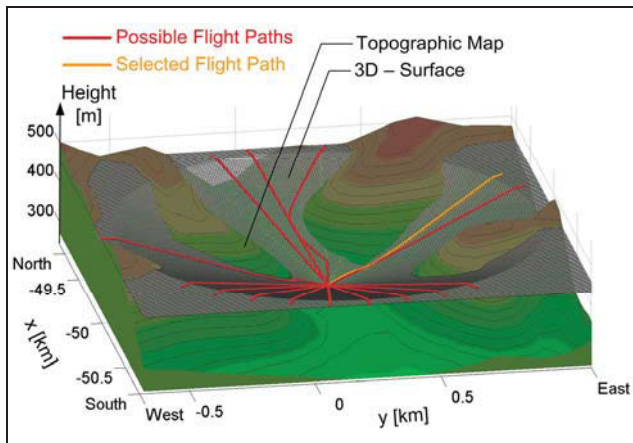 Possible Flight Paths
Selected Flight Path
Topographic Map
3D – Surface
Height
[m]
500
400
300
North
-49.5
-50
-50.5
x [km]
South
West
-0.5
0
0.5
y [km]
East